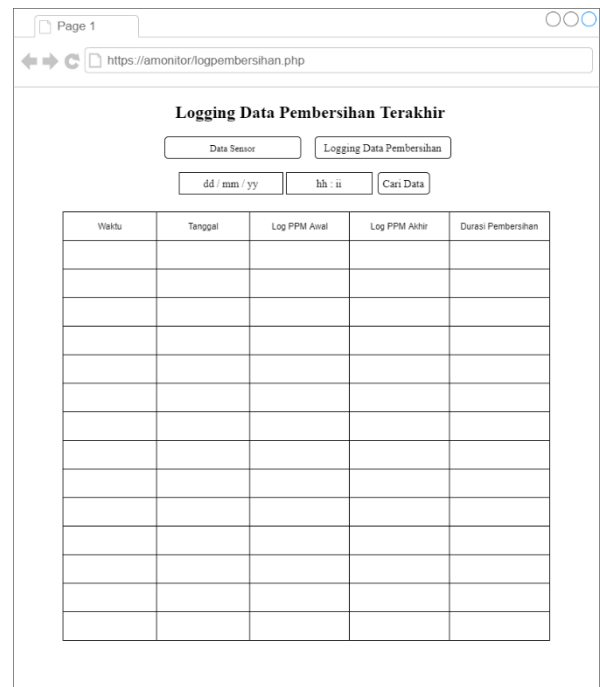 Page 1
https://amonitor/logpembersihan.php
Logging Data Pembersihan Terakhir
Data Sensor Logging Data Pembersihan
dd / mm / yy hh : ii Cari Data
Waktu Tanggal Log PPM Awal Log PPM Akhir Durasi Pembersihan